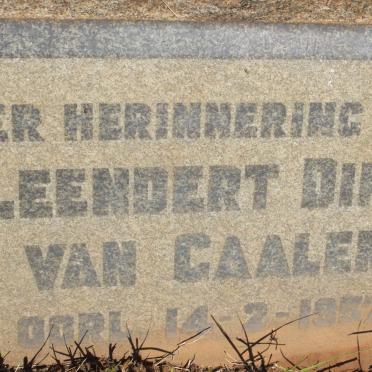 ER HERINNERING
LEENDERT DI
VAN CAALE
OORL 14-2-195